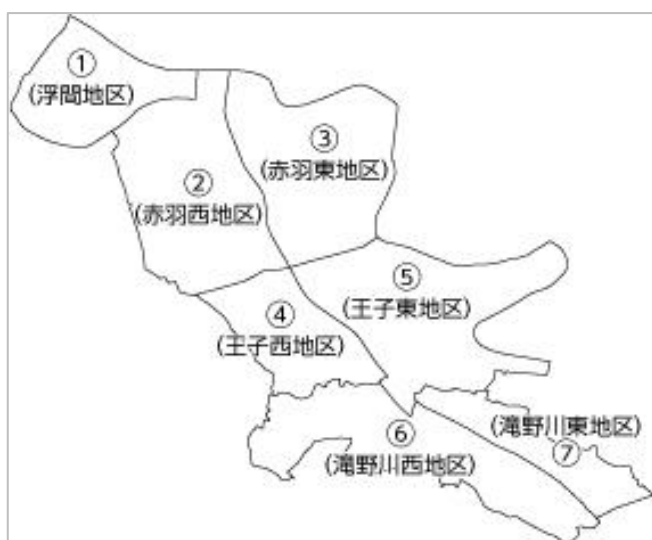 ①
(浮間地区)
②
(赤羽西地区)
③
(赤羽東地区)
④
(王子西地区)
⑤
(王子東地区)
⑥
(滝野川西地区)
(滝野川東地区)
⑦